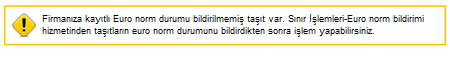 Firmanıza kayıtlı Euro norm durumu bildirilmemiş taşıt var. Sınır İşlemleri-Euro norm bildirimi
hizmetinden taşıtların euro norm durumunu bildirdikten sonra işlem yapabilirsiniz.